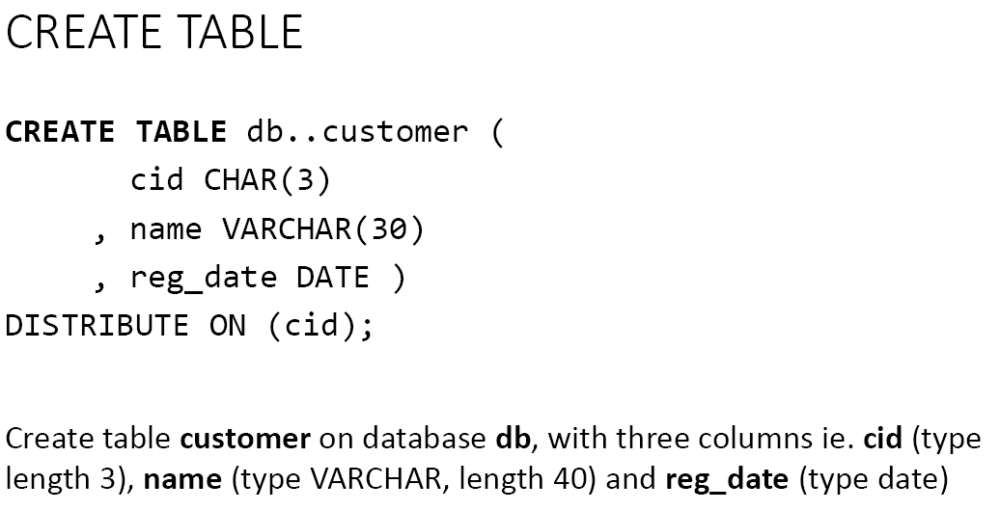 CREATE TABLE
CREATE TABLE db..customer (
cid CHAR(3)
, name VARCHAR(30)
, reg_date DATE )
DISTRIBUTE ON (cid);
Create table customer on database db, with three columns ie. cid (type
length 3), name (type VARCHAR, length 40) and reg_date (type date)